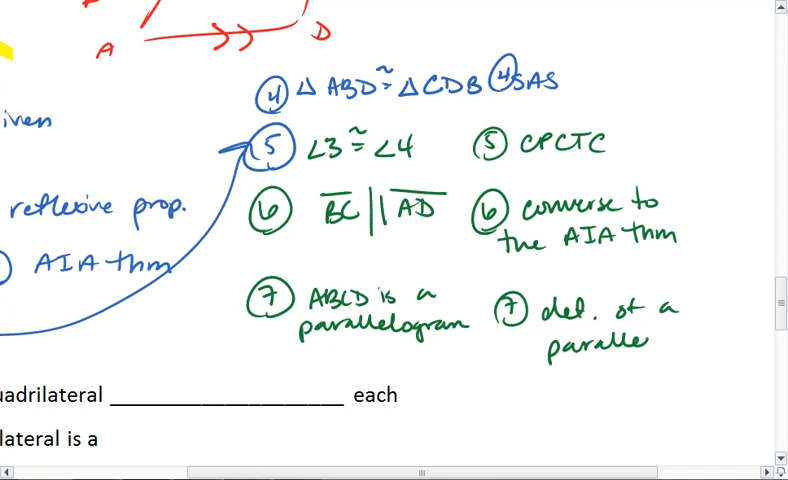 A
D
④ △ ABD ≅ △ CDB ④ SAS
iven
⑤ ∠3 ≅ ∠4 ⑤ CPCTC
reflexive prop.
⑥ BC || AD ⑥ converse to
the AIA thm
AIA thm
⑦ ABCD is a
parallelogram
⑦ def. of a
paralle
uadrilateral ______________________ each
lateral is a